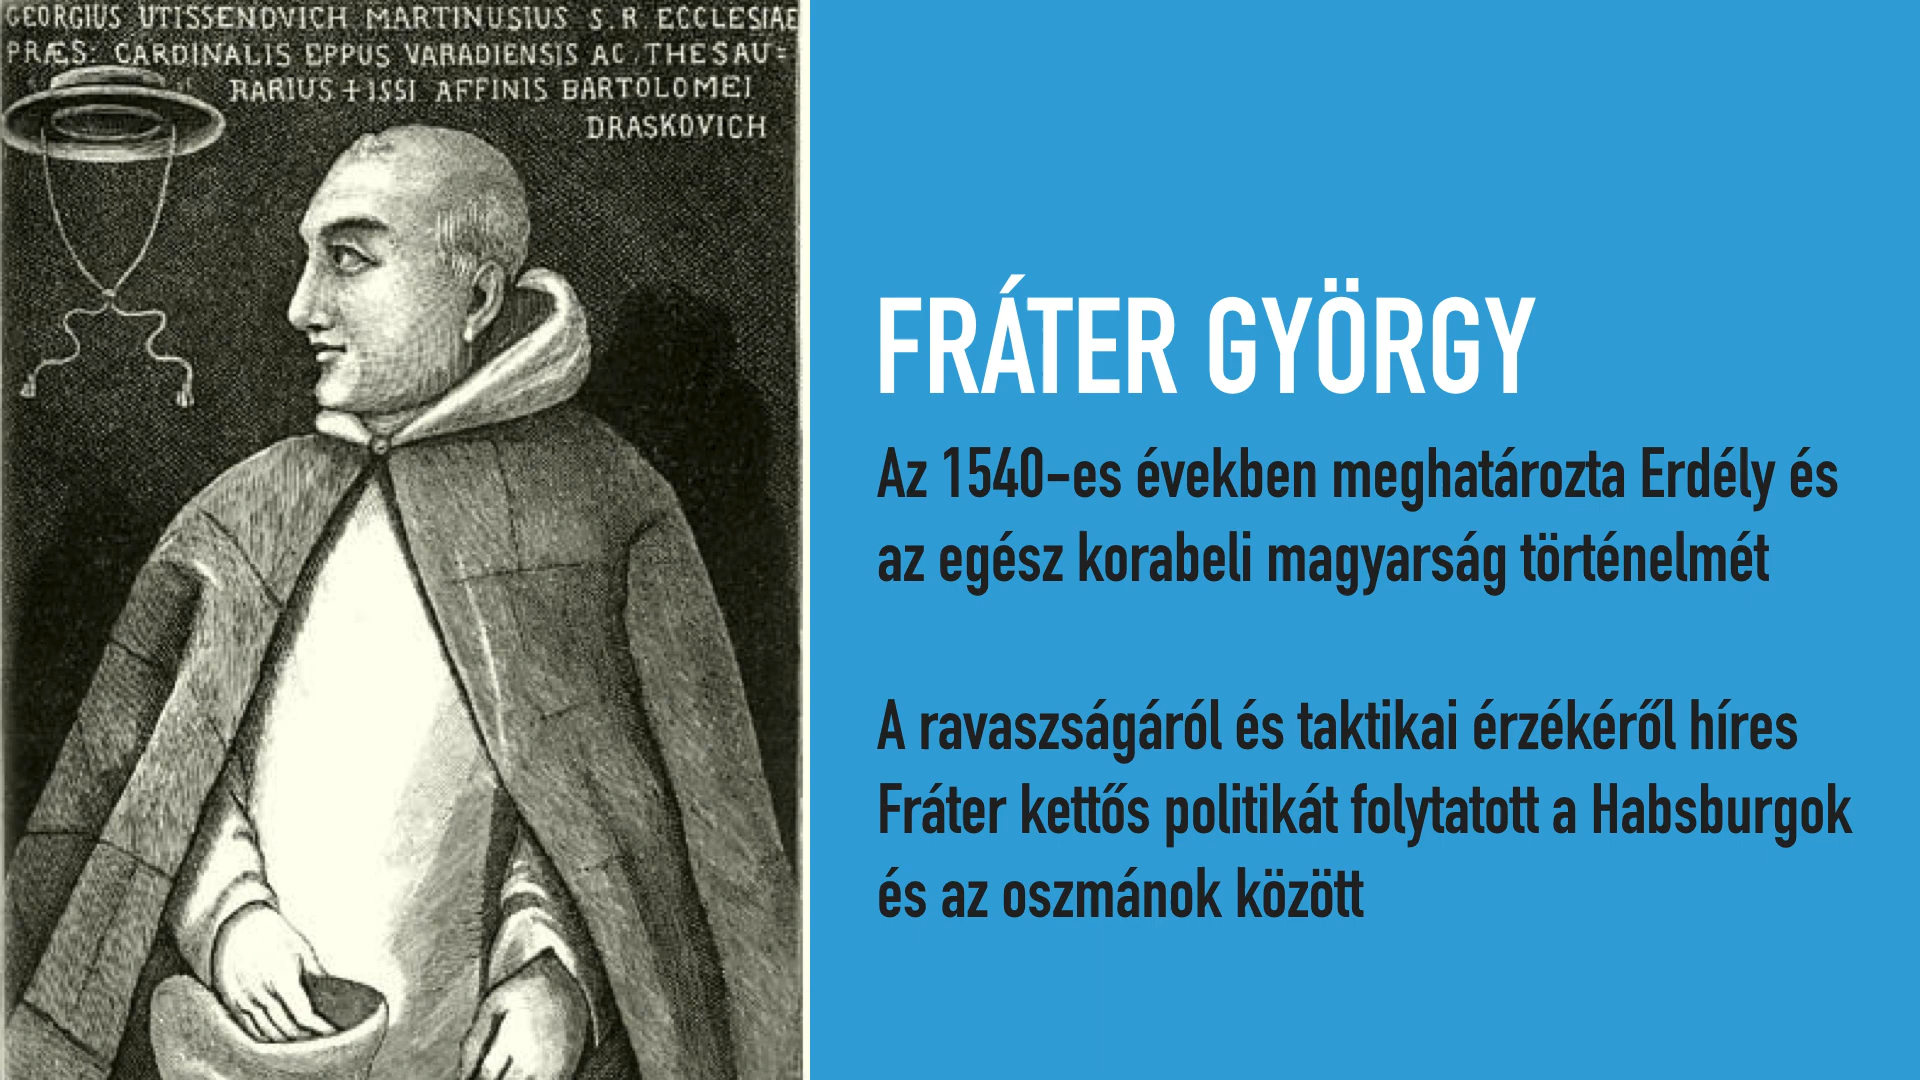 GEORGIUS UTISSENOVICH MARTINUSIUS S. R. ECCLESIAE
PRÆS: CARDINALIS EPPUS VARADIENSIS AC THESAU=
RARIUS + 1551 AFFINIS BARTOLOMEI
DRASKOVICH
FRÁTER GYÖRGY
Az 1540-es években meghatározta Erdély és
az egész korabeli magyarság történelmét
A ravaszságáról és taktikai érzékéről híres
Fráter kettős politikát folytatott a Habsburgok
és az oszmánok között